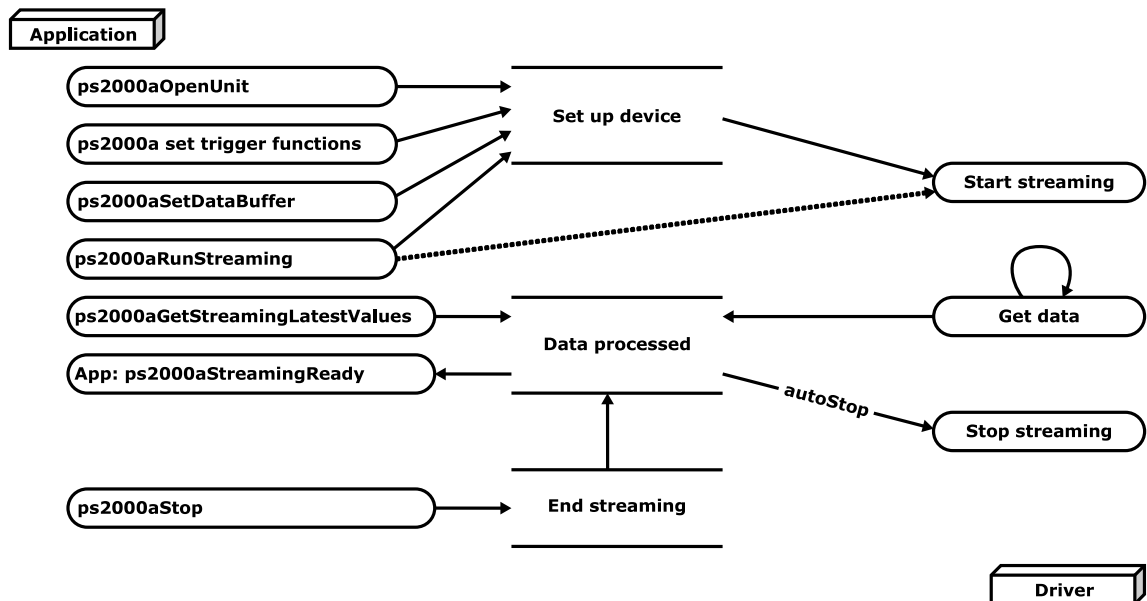 Application
ps2000aOpenUnit
ps2000a set trigger functions
Set up device
ps2000aSetDataBuffer
Start streaming
ps2000aRunStreaming
ps2000aGetStreamingLatestValues
Get data
Data processed
App: ps2000aStreamingReady
autoStop
Stop streaming
ps2000aStop
End streaming
Driver